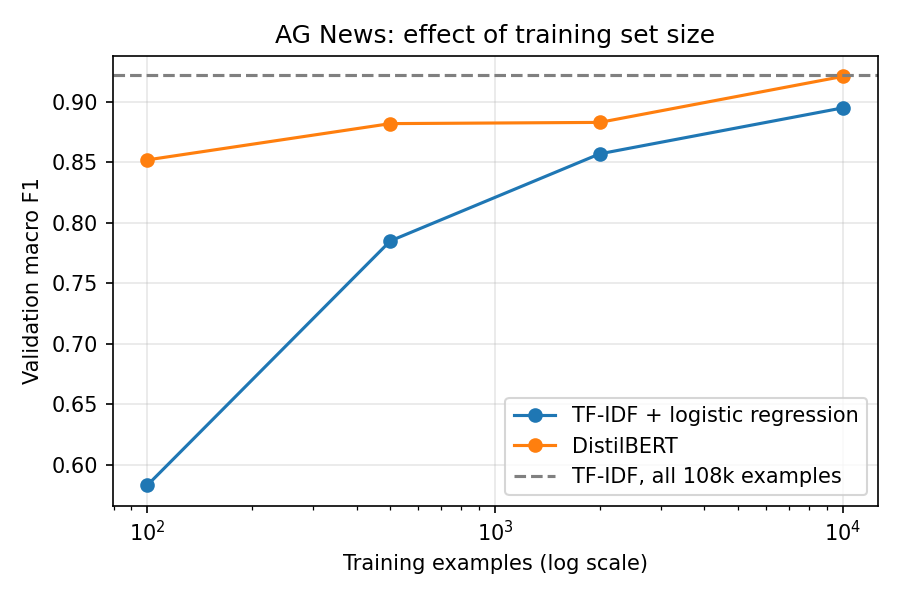 AG News: effect of training set size
Validation macro F1
0.90
0.85
0.80
0.75
0.70
0.65
0.60
TF-IDF + logistic regression
DistilBERT
TF-IDF, all 108k examples
10²
10³
10⁴
Training examples (log scale)